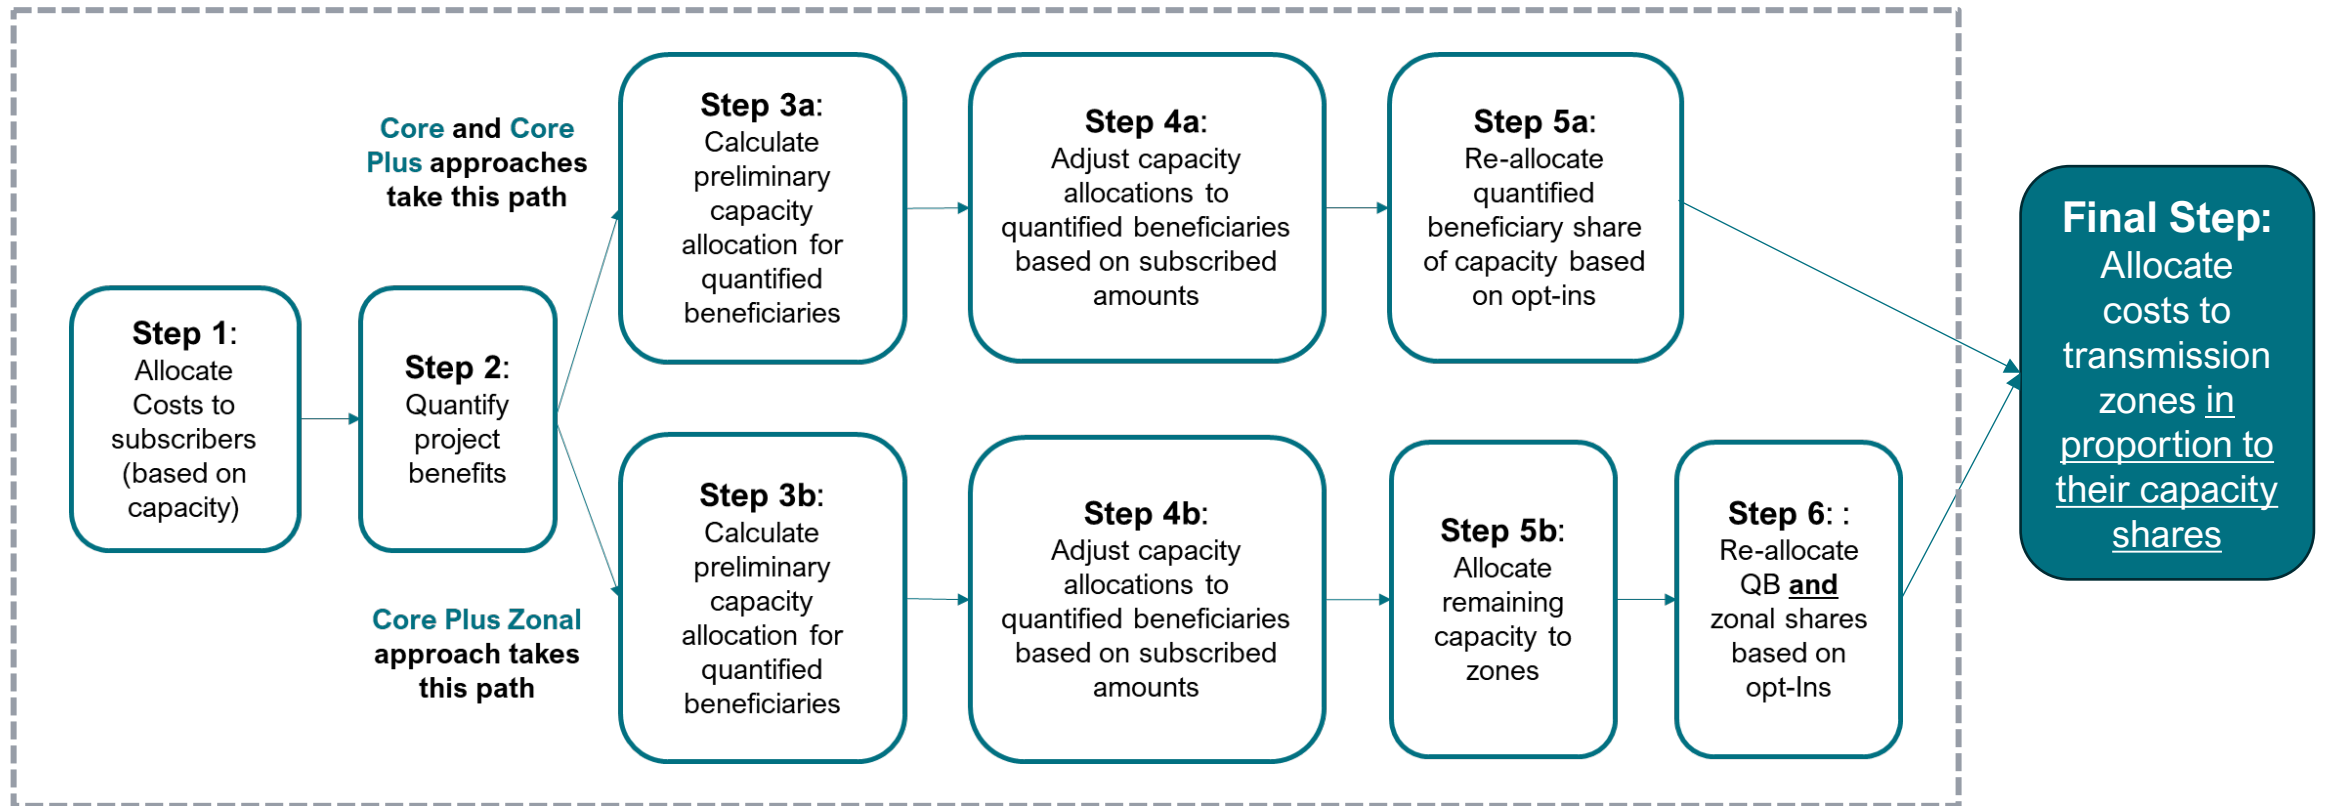 Step 1:
Allocate
Costs to
subscribers
(based on
capacity)
Step 2:
Quantify
project
benefits
Core and Core
Plus approaches
take this path
Step 3a:
Calculate
preliminary
capacity
allocation for
quantified
beneficiaries
Step 4a:
Adjust capacity
allocations to
quantified beneficiaries
based on subscribed
amounts
Step 5a:
Re-allocate
quantified
beneficiary share
of capacity based
on opt-ins
Core Plus Zonal
approach takes
this path
Step 3b:
Calculate
preliminary
capacity
allocation for
quantified
beneficiaries
Step 4b:
Adjust capacity
allocations to
quantified beneficiaries
based on subscribed
amounts
Step 5b:
Allocate
remaining
capacity to
zones
Step 6: :
Re-allocate
QB and
zonal shares
based on
opt-Ins
Final Step:
Allocate
costs to
transmission
zones in
proportion to
their capacity
shares